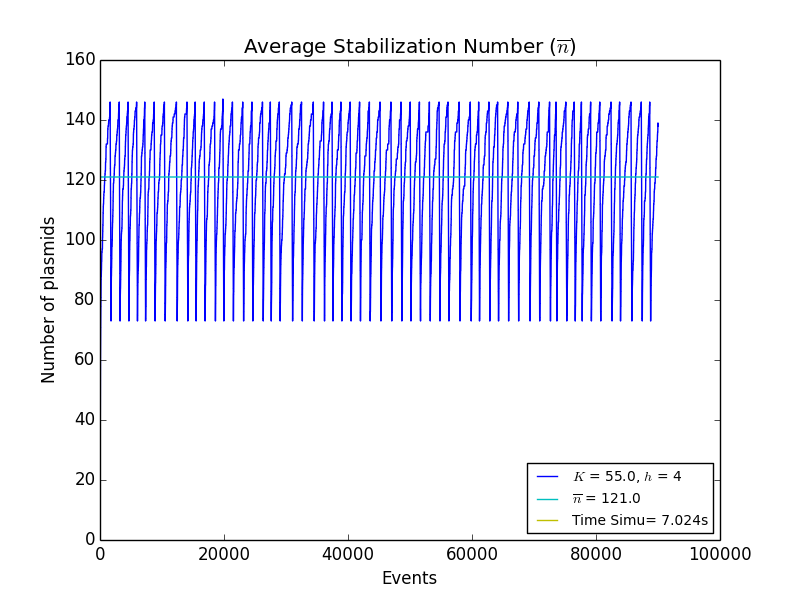 Average Stabilization Number (n̅)
160
140
120
100
80
60
40
20
0
Number of plasmids
0 20000 40000 60000 80000 100000
Events
K = 55.0, h = 4
n̅ = 121.0
Time Simu= 7.024s